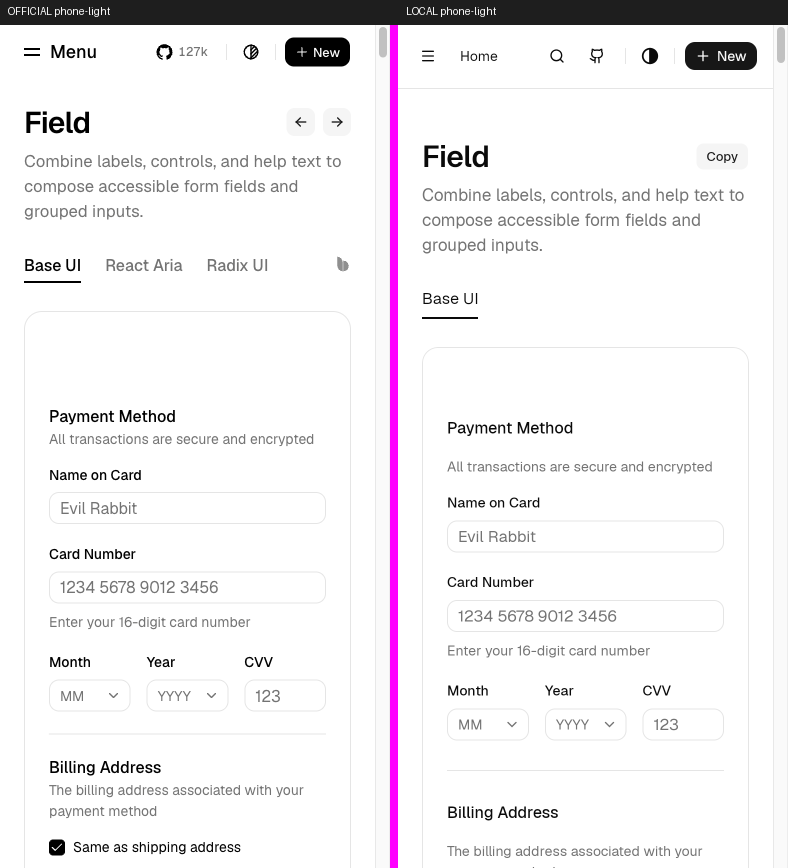 OFFICIAL phone-light
Menu
127k
New
Field
Combine labels, controls, and help text to
compose accessible form fields and
grouped inputs.
Base UI
React Aria
Radix UI
Payment Method
All transactions are secure and encrypted
Name on Card
Evil Rabbit
Card Number
1234 5678 9012 3456
Enter your 16-digit card number
Month
Year
CVV
MM
YYYY
123
Billing Address
The billing address associated with your
payment method
Same as shipping address
LOCAL phone-light
Home
New
Field
Copy
Combine labels, controls, and help text to
compose accessible form fields and
grouped inputs.
Base UI
Payment Method
All transactions are secure and encrypted
Name on Card
Evil Rabbit
Card Number
1234 5678 9012 3456
Enter your 16-digit card number
Month
Year
CVV
MM
YYYY
123
Billing Address
The billing address associated with your